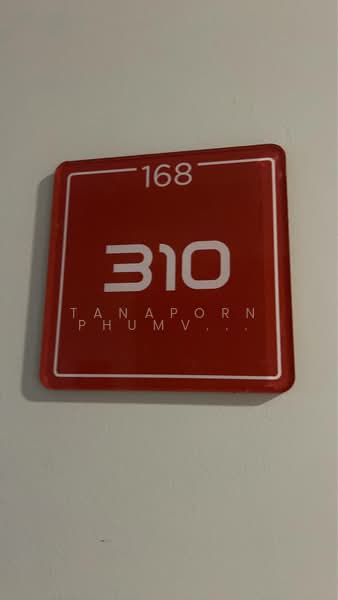 168
310
TANAPORN
PHUMV...